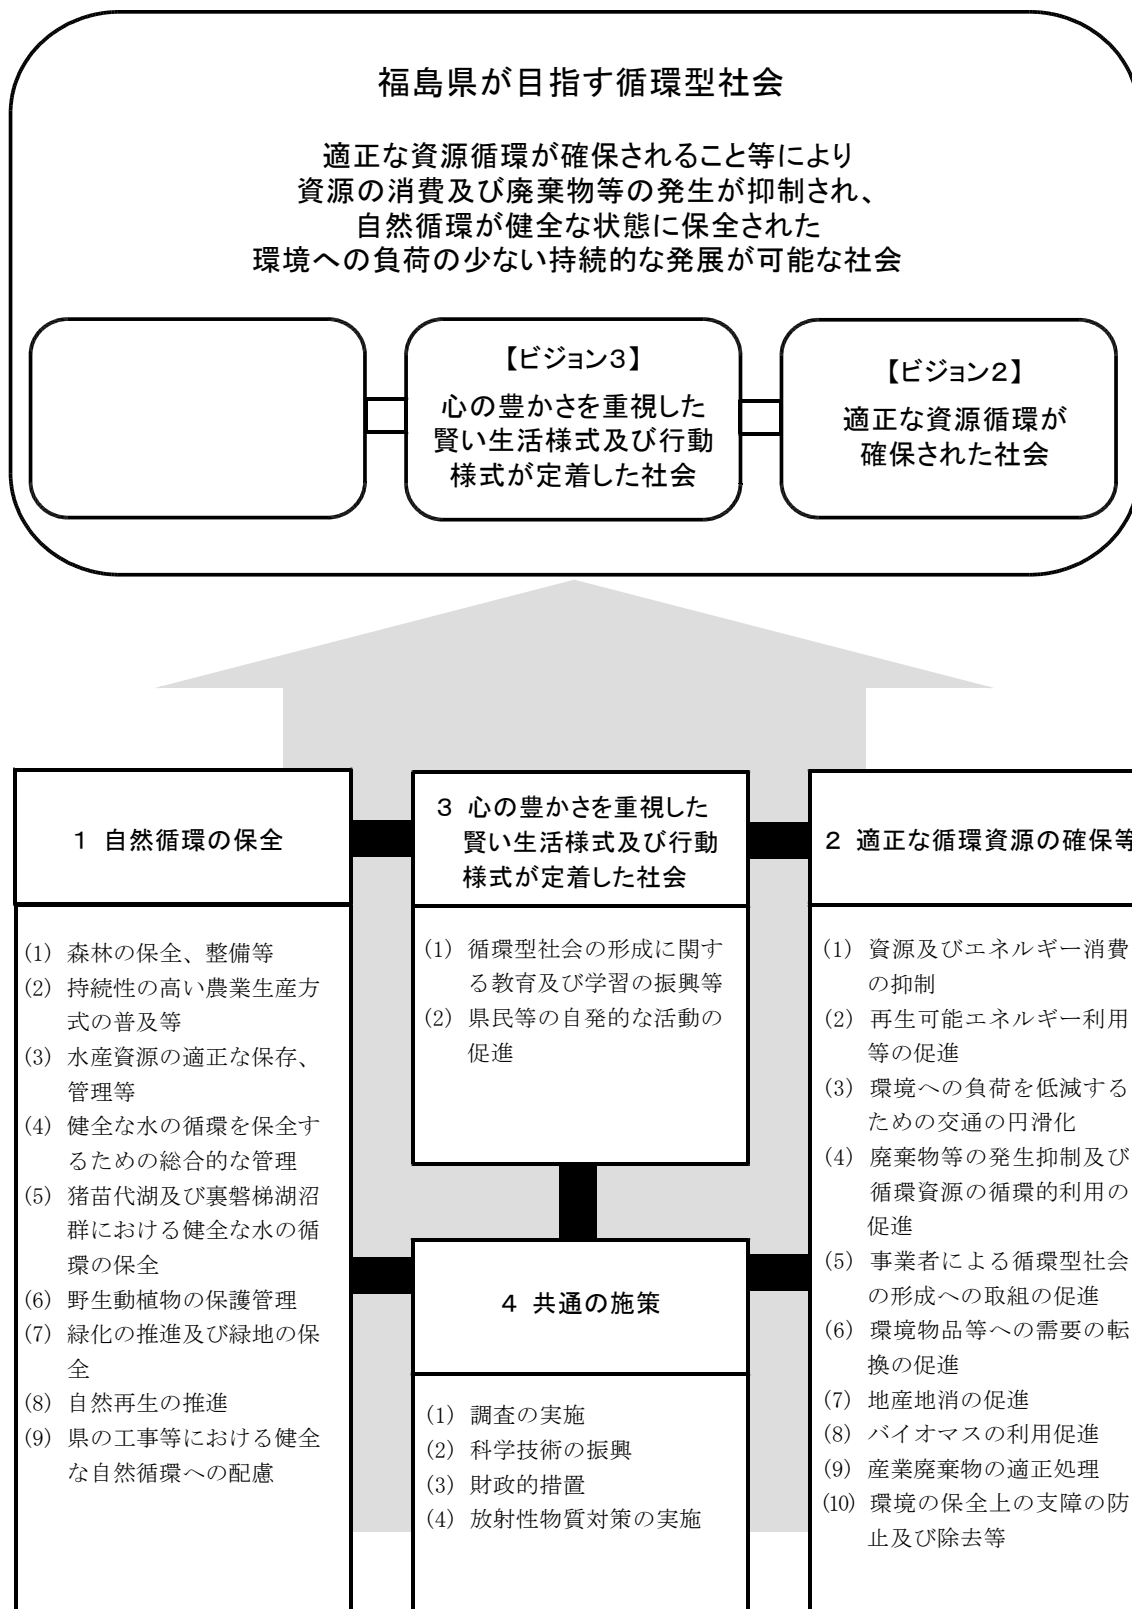 福島県が目指す循環型社会
適正な資源循環が確保されること等により
資源の消費及び廃棄物等の発生が抑制され、
自然循環が健全な状態に保全された
環境への負荷の少ない持続的な発展が可能な社会
【ビジョン3】
心の豊かさを重視した
賢い生活様式及び行動
様式が定着した社会
【ビジョン2】
適正な資源循環が
確保された社会
1 自然循環の保全
(1) 森林の保全、整備等
(2) 持続性の高い農業生産方
式の普及等
(3) 水産資源の適正な保存、
管理等
(4) 健全な水の循環を保全す
るための総合的な管理
(5) 猪苗代湖及び裏磐梯湖沼
群における健全な水の循
環の保全
(6) 野生動植物の保護管理
(7) 緑化の推進及び緑地の保
全
(8) 自然再生の推進
(9) 県の工事等における健全
な自然循環への配慮
3 心の豊かさを重視した
賢い生活様式及び行動
様式が定着した社会
(1) 循環型社会の形成に関す
る教育及び学習の振興等
(2) 県民等の自発的な活動の
促進
4 共通の施策
(1) 調査の実施
(2) 科学技術の振興
(3) 財政的措置
(4) 放射性物質対策の実施
2 適正な循環資源の確保等
(1) 資源及びエネルギー消費
の抑制
(2) 再生可能エネルギー利用
等の促進
(3) 環境への負荷を低減する
ための交通の円滑化
(4) 廃棄物等の発生抑制及び
循環資源の循環的利用の
促進
(5) 事業者による循環型社会
の形成への取組の促進
(6) 環境物品等への需要の転
換の促進
(7) 地産地消の促進
(8) バイオマスの利用促進
(9) 産業廃棄物の適正処理
(10) 環境の保全上の支障の防
止及び除去等